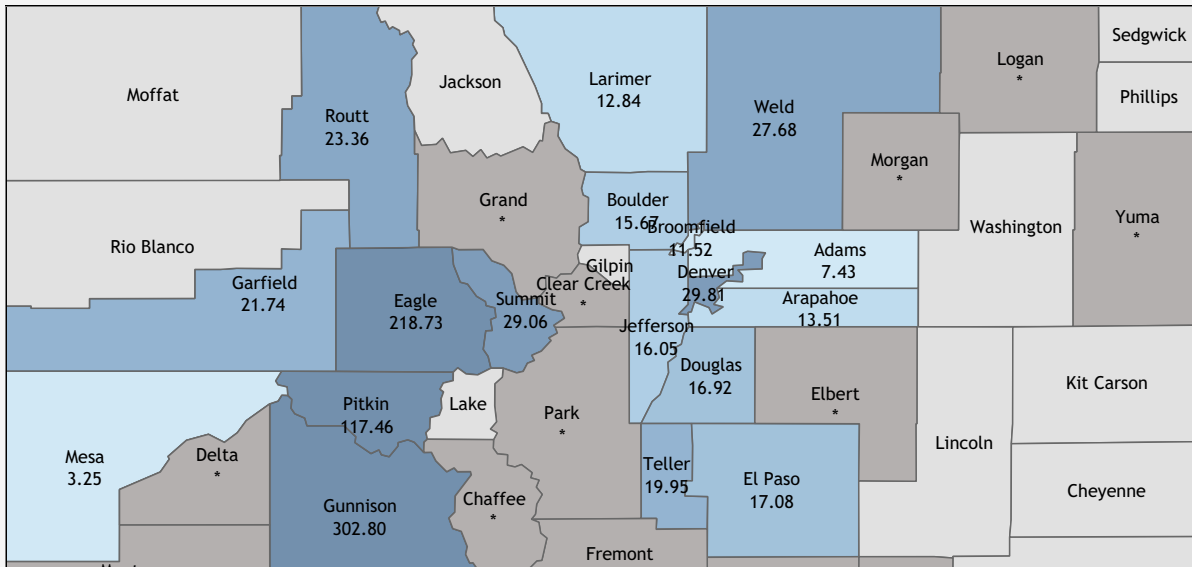 Sedgwick
Logan
*
Jackson
Larimer
12.84
Moffat
Phillips
Weld
27.68
Routt
23.36
Morgan
*
Grand
*
Boulder
15.67
Yuma
*
Washington
Broomfield
11.52
Rio Blanco
Adams
7.43
Gilpin
Denver
29.81
Garfield
21.74
Clear Creek
*
Eagle
218.73
Summit
29.06
Arapahoe
13.51
Jefferson
16.05
Douglas
16.92
Kit Carson
Elbert
*
Pitkin
117.46
Lake
Park
*
Lincoln
Mesa
3.25
Delta
*
Teller
19.95
El Paso
17.08
Cheyenne
Gunnison
302.80
Chaffee
*
Fremont